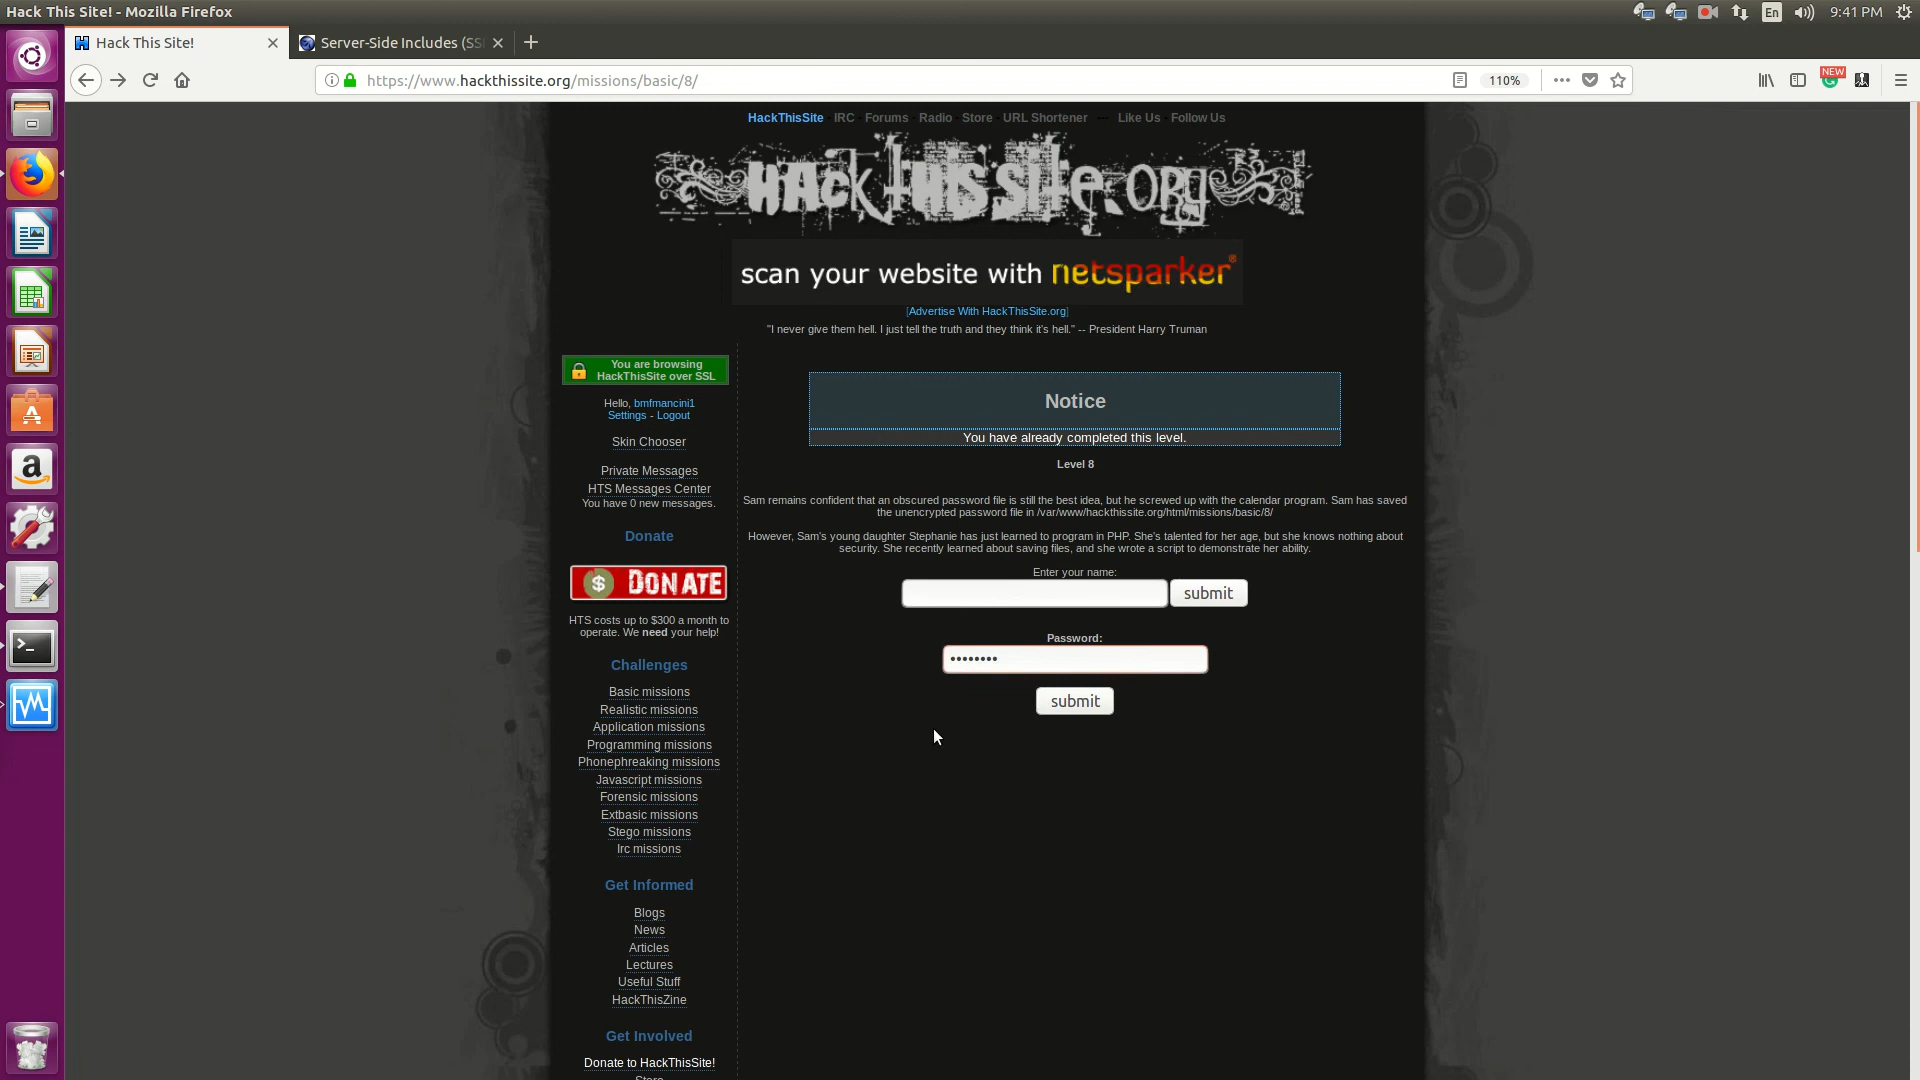 Hack This Site! - Mozilla Firefox
En
9:41 PM
Hack This Site!
Server-Side Includes (SS
https://www.hackthissite.org/missions/basic/8/
110%
NEW
HackThisSite - IRC - Forums - Radio - Store - URL Shortener --- Like Us - Follow Us
HackThisSite.ORG
scan your website with netsparker®
[Advertise With HackThisSite.org]
"I never give them hell. I just tell the truth and they think it's hell." -- President Harry Truman
You are browsing
HackThisSite over SSL
Hello, bmfmancini1
Settings - Logout
Skin Chooser
Private Messages
HTS Messages Center
You have 0 new messages.
Donate
$ DONATE
HTS costs up to $300 a month to
operate. We need your help!
Challenges
Basic missions
Realistic missions
Application missions
Programming missions
Phonephreaking missions
Javascript missions
Forensic missions
Extbasic missions
Stego missions
Irc missions
Get Informed
Blogs
News
Articles
Lectures
Useful Stuff
HackThisZine
Get Involved
Donate to HackThisSite!
Store
Notice
You have already completed this level.
Level 8
Sam remains confident that an obscured password file is still the best idea, but he screwed up with the calendar program. Sam has saved
the unencrypted password file in /var/www/hackthissite.org/html/missions/basic/8/
However, Sam's young daughter Stephanie has just learned to program in PHP. She's talented for her age, but she knows nothing about
security. She recently learned about saving files, and she wrote a script to demonstrate her ability.
Enter your name:
submit
Password:
••••••••
submit